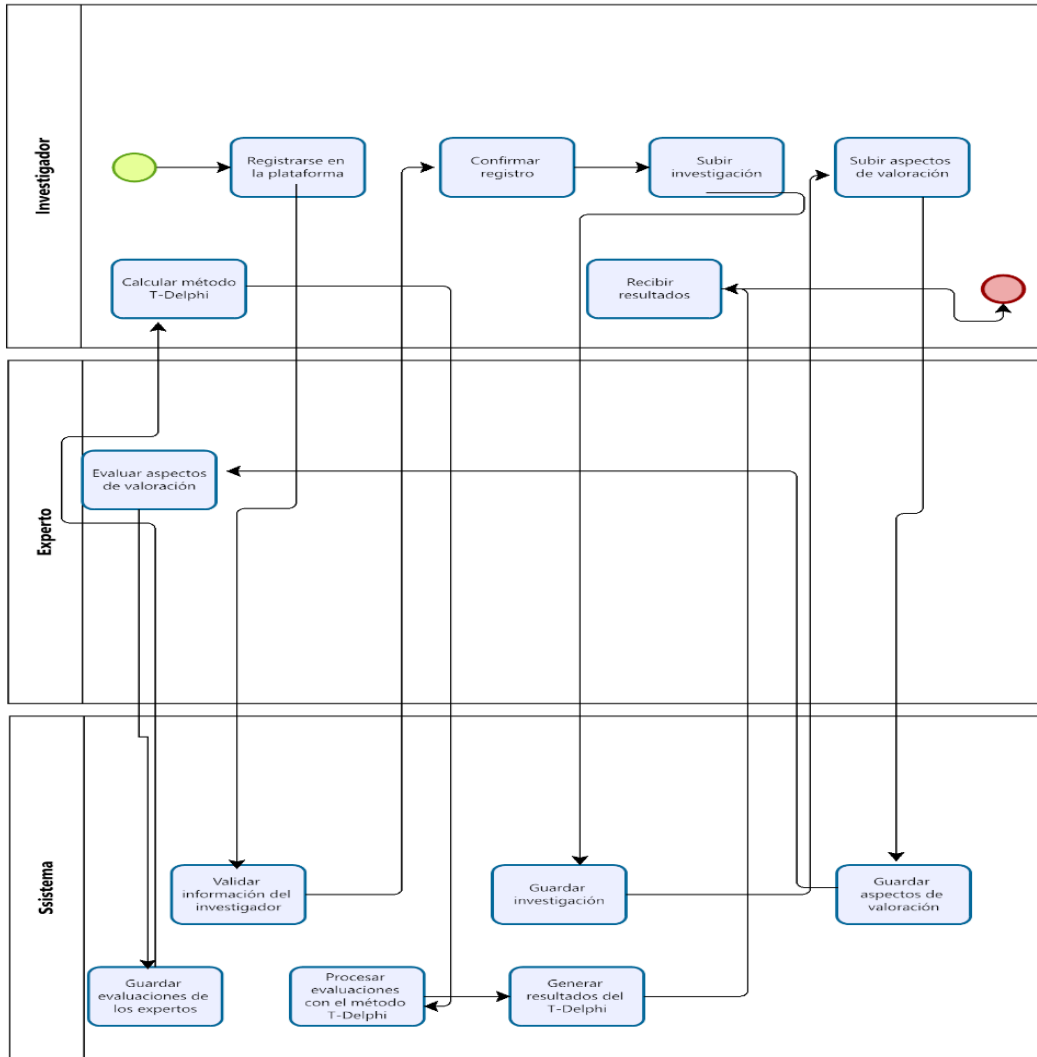 Investigador
Registrarse en
la plataforma
Confirmar
registro
Subir
investigación
Subir aspectos
de valoración
Calcular método
T-Delphi
Recibir
resultados
Experto
Evaluar aspectos
de valoración
Ssistema
Validar
información del
investigador
Guardar
investigación
Guardar
aspectos de
valoración
Guardar
evaluaciones de
los expertos
Procesar
evaluaciones
con el método
T-Delphi
Generar
resultados del
T-Delphi